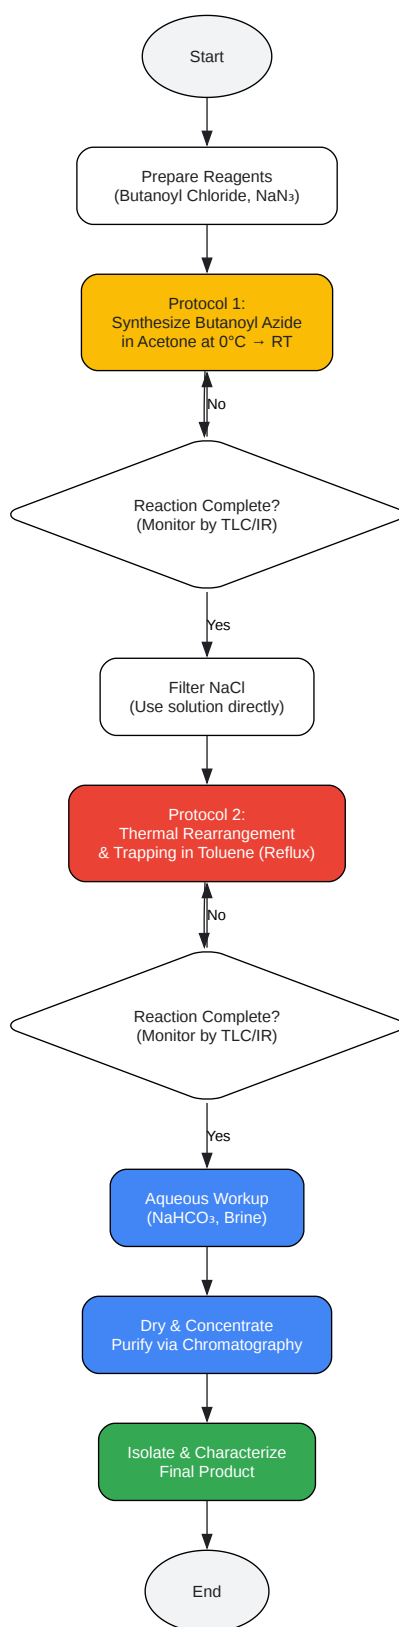 Start
Prepare Reagents
(Butanoyl Chloride, NaN₃)
Protocol 1:
Synthesize Butanoyl Azide
in Acetone at 0°C → RT
No
Reaction Complete?
(Monitor by TLC/IR)
Yes
Filter NaCl
(Use solution directly)
Protocol 2:
Thermal Rearrangement
& Trapping in Toluene (Reflux)
No
Reaction Complete?
(Monitor by TLC/IR)
Yes
Aqueous Workup
(NaHCO₃, Brine)
Dry & Concentrate
Purify via Chromatography
Isolate & Characterize
Final Product
End